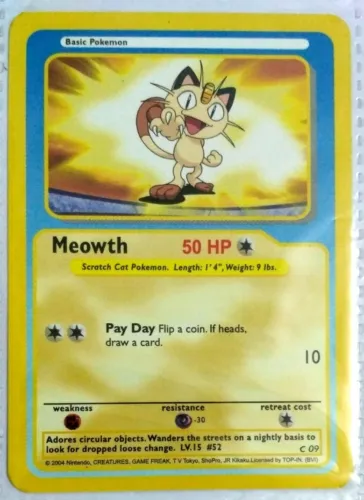 Basic Pokemon
Meowth 50 HP
Scratch Cat Pokemon. Length: 1' 4", Weight: 9 lbs.
Pay Day Flip a coin. If heads,
draw a card.
10
weakness resistance retreat cost
-30
Adores circular objects. Wanders the streets on a nightly basis to
look for dropped loose change. LV.15 #52
C 09
© 2004 Nintendo, CREATURES, GAME FREAK, TV Tokyo, ShoPro, JR Kikaku.Licensed by TOP-IN. (BVI)